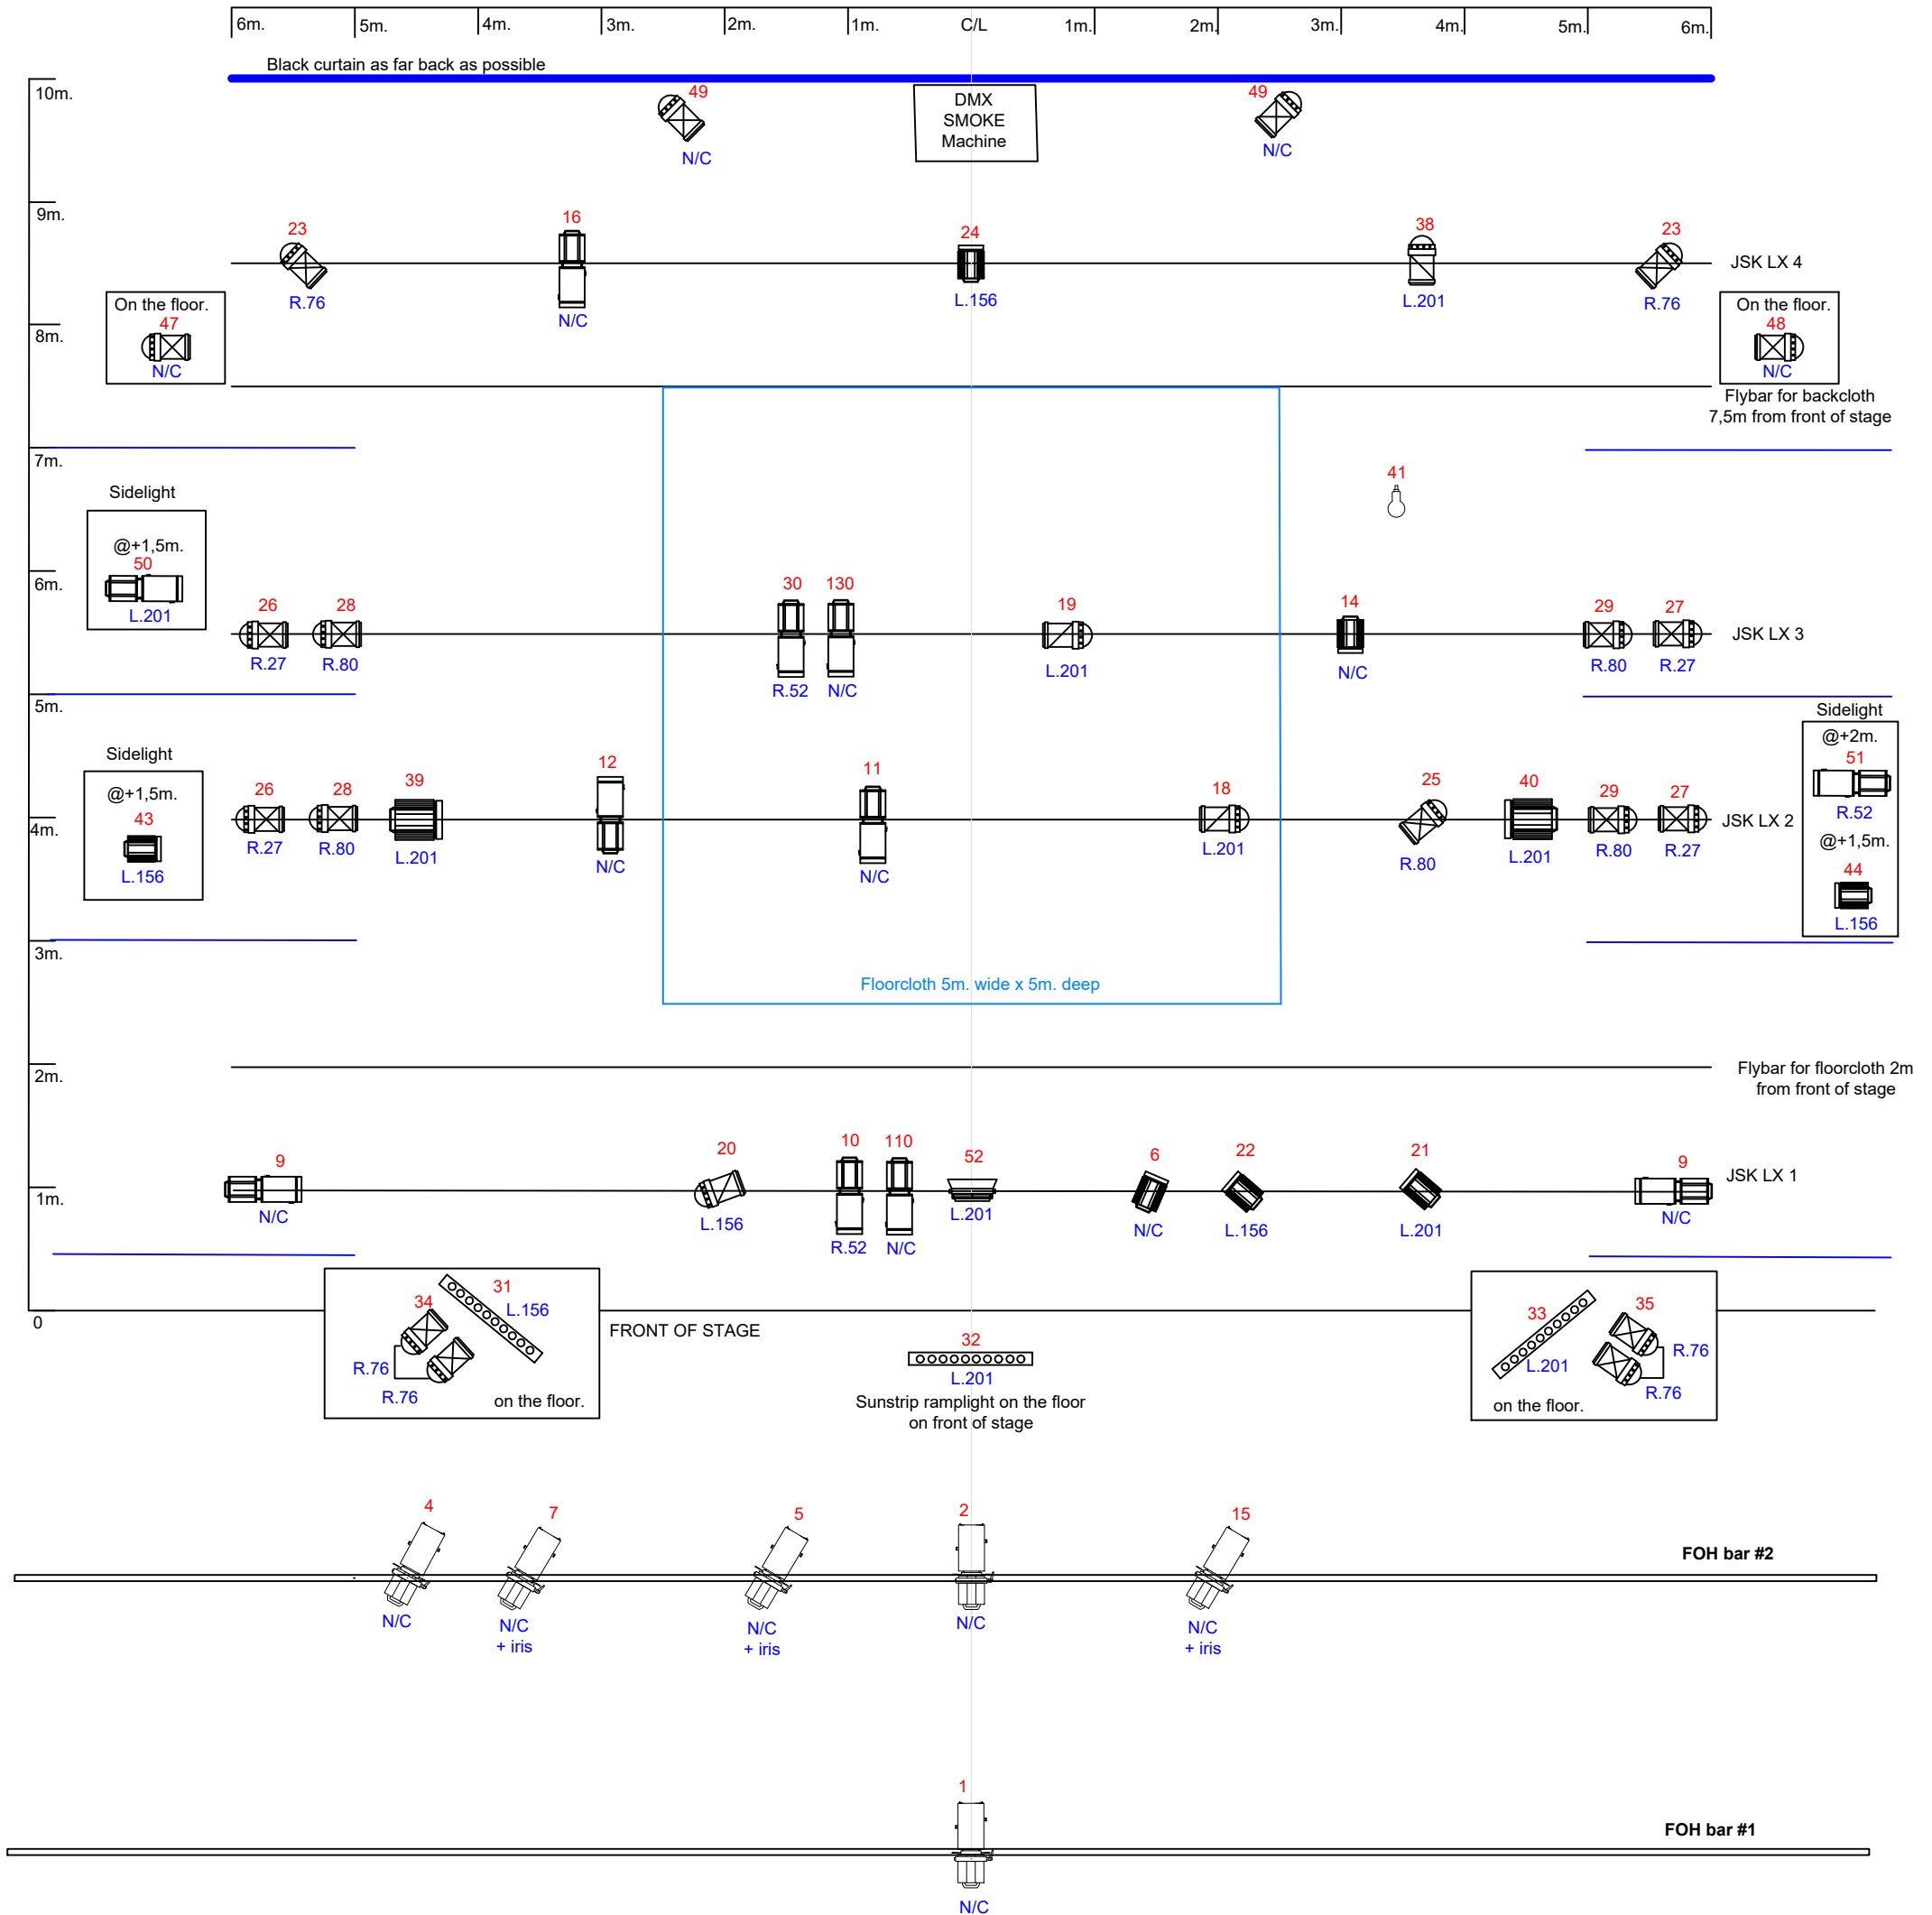 6m. 5m. 4m. 3m. 2m. 1m. C/L 1m. 2m. 3m. 4m. 5m. 6m.
Black curtain as far back as possible
10m.
49
DMX
SMOKE
Machine
49
N/C
N/C
9m.
23
16
24
38
23
JSK LX 4
R.76
N/C
L.156
L.201
R.76
On the floor.
47
N/C
On the floor.
48
N/C
8m.
Flybar for backcloth
7,5m from front of stage
7m.
41
Sidelight
@+1,5m.
50
L.201
6m.
26
28
30
130
19
14
29
27
JSK LX 3
R.27
R.80
R.52
N/C
L.201
N/C
R.80
R.27
5m.
Sidelight
@+1,5m.
43
L.156
Sidelight
@+2m.
51
R.52
@+1,5m.
44
L.156
26
28
39
12
11
18
25
40
29
27
4m.
JSK LX 2
R.27
R.80
L.201
N/C
N/C
L.201
R.80
L.201
R.80
R.27
3m.
Floorcloth 5m. wide x 5m. deep
2m.
Flybar for floorcloth 2m
from front of stage
9
20
10
110
52
6
22
21
9
JSK LX 1
1m.
N/C
L.156
R.52
N/C
L.201
N/C
L.156
L.201
N/C
0
34
31
L.156
R.76
R.76
on the floor.
FRONT OF STAGE
32
L.201
Sunstrip ramplight on the floor
on front of stage
33
35
L.201
R.76
R.76
on the floor.
4
7
5
2
15
FOH bar #2
N/C
N/C
+ iris
N/C
+ iris
N/C
N/C
+ iris
1
FOH bar #1
N/C